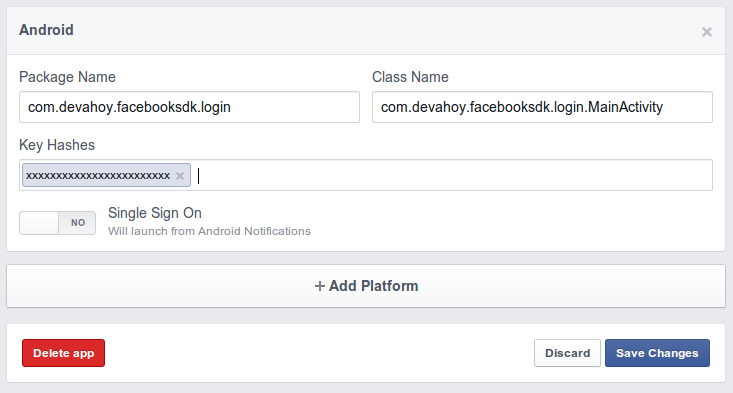 Android
Package Name
Class Name
com.devahoy.facebooksdk.login
com.devahoy.facebooksdk.login.MainActivity
Key Hashes
xxxxxxxxxxxxxxxxxxxxxxxx
NO
Single Sign On
Will launch from Android Notifications
+ Add Platform
Delete app
Discard
Save Changes